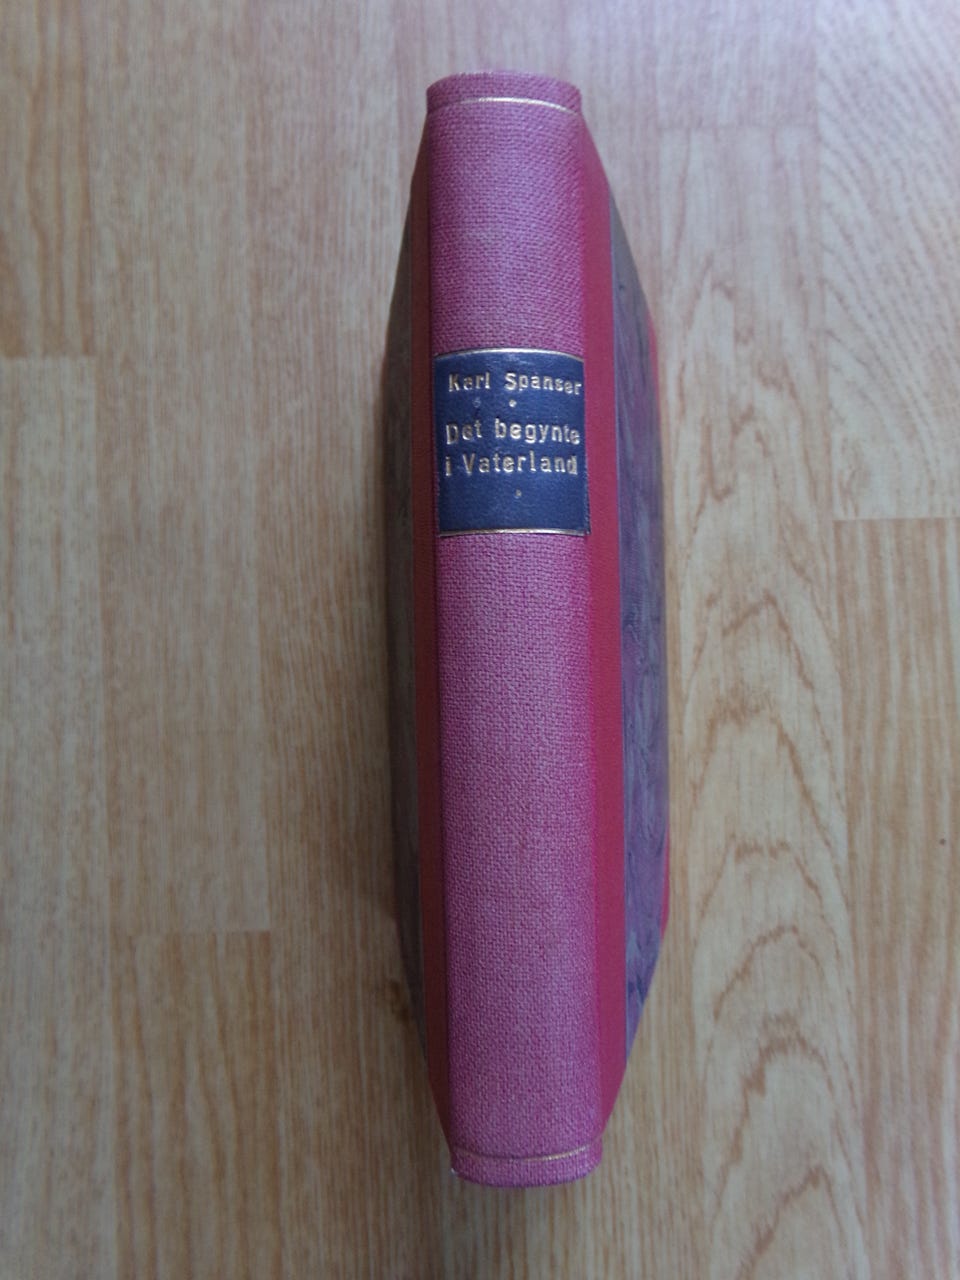 Karl Spanser
Det begynte
i Vaterland